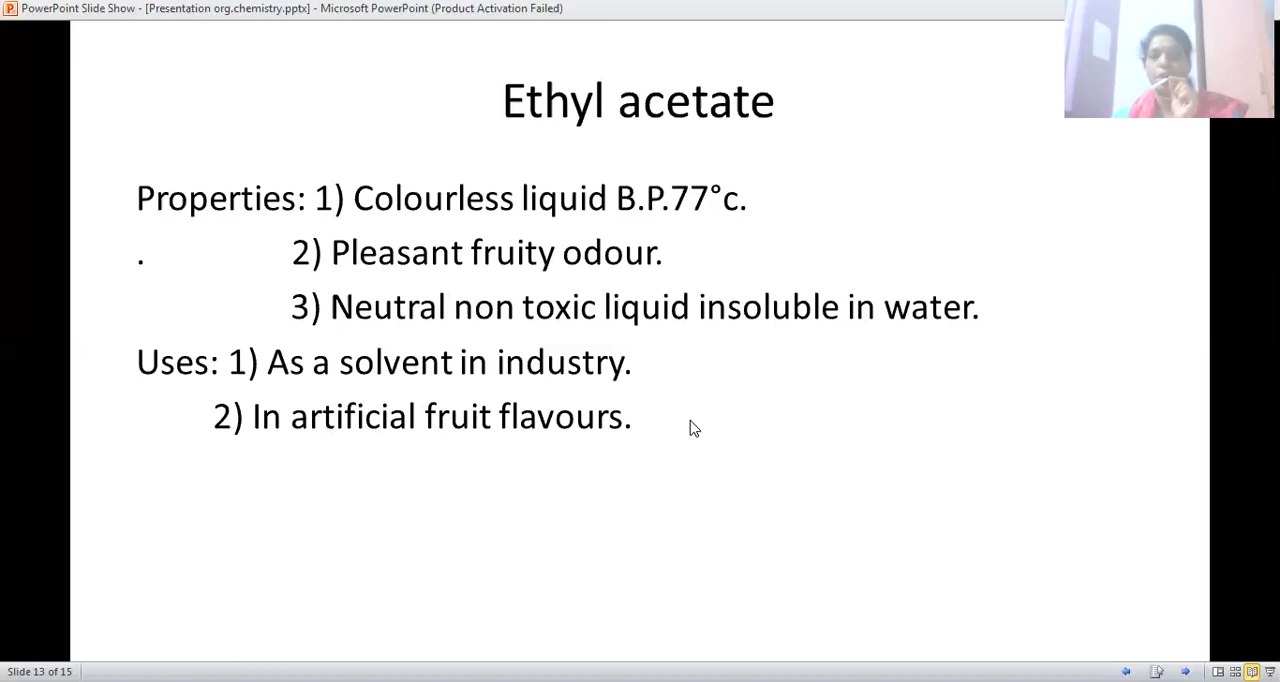 PowerPoint Slide Show - [Presentation org.chemistry.pptx] - Microsoft PowerPoint (Product Activation Failed)
Ethyl acetate
Properties: 1) Colourless liquid B.P.77°c.
. 2) Pleasant fruity odour.
3) Neutral non toxic liquid insoluble in water.
Uses: 1) As a solvent in industry.
2) In artificial fruit flavours.
Slide 13 of 15